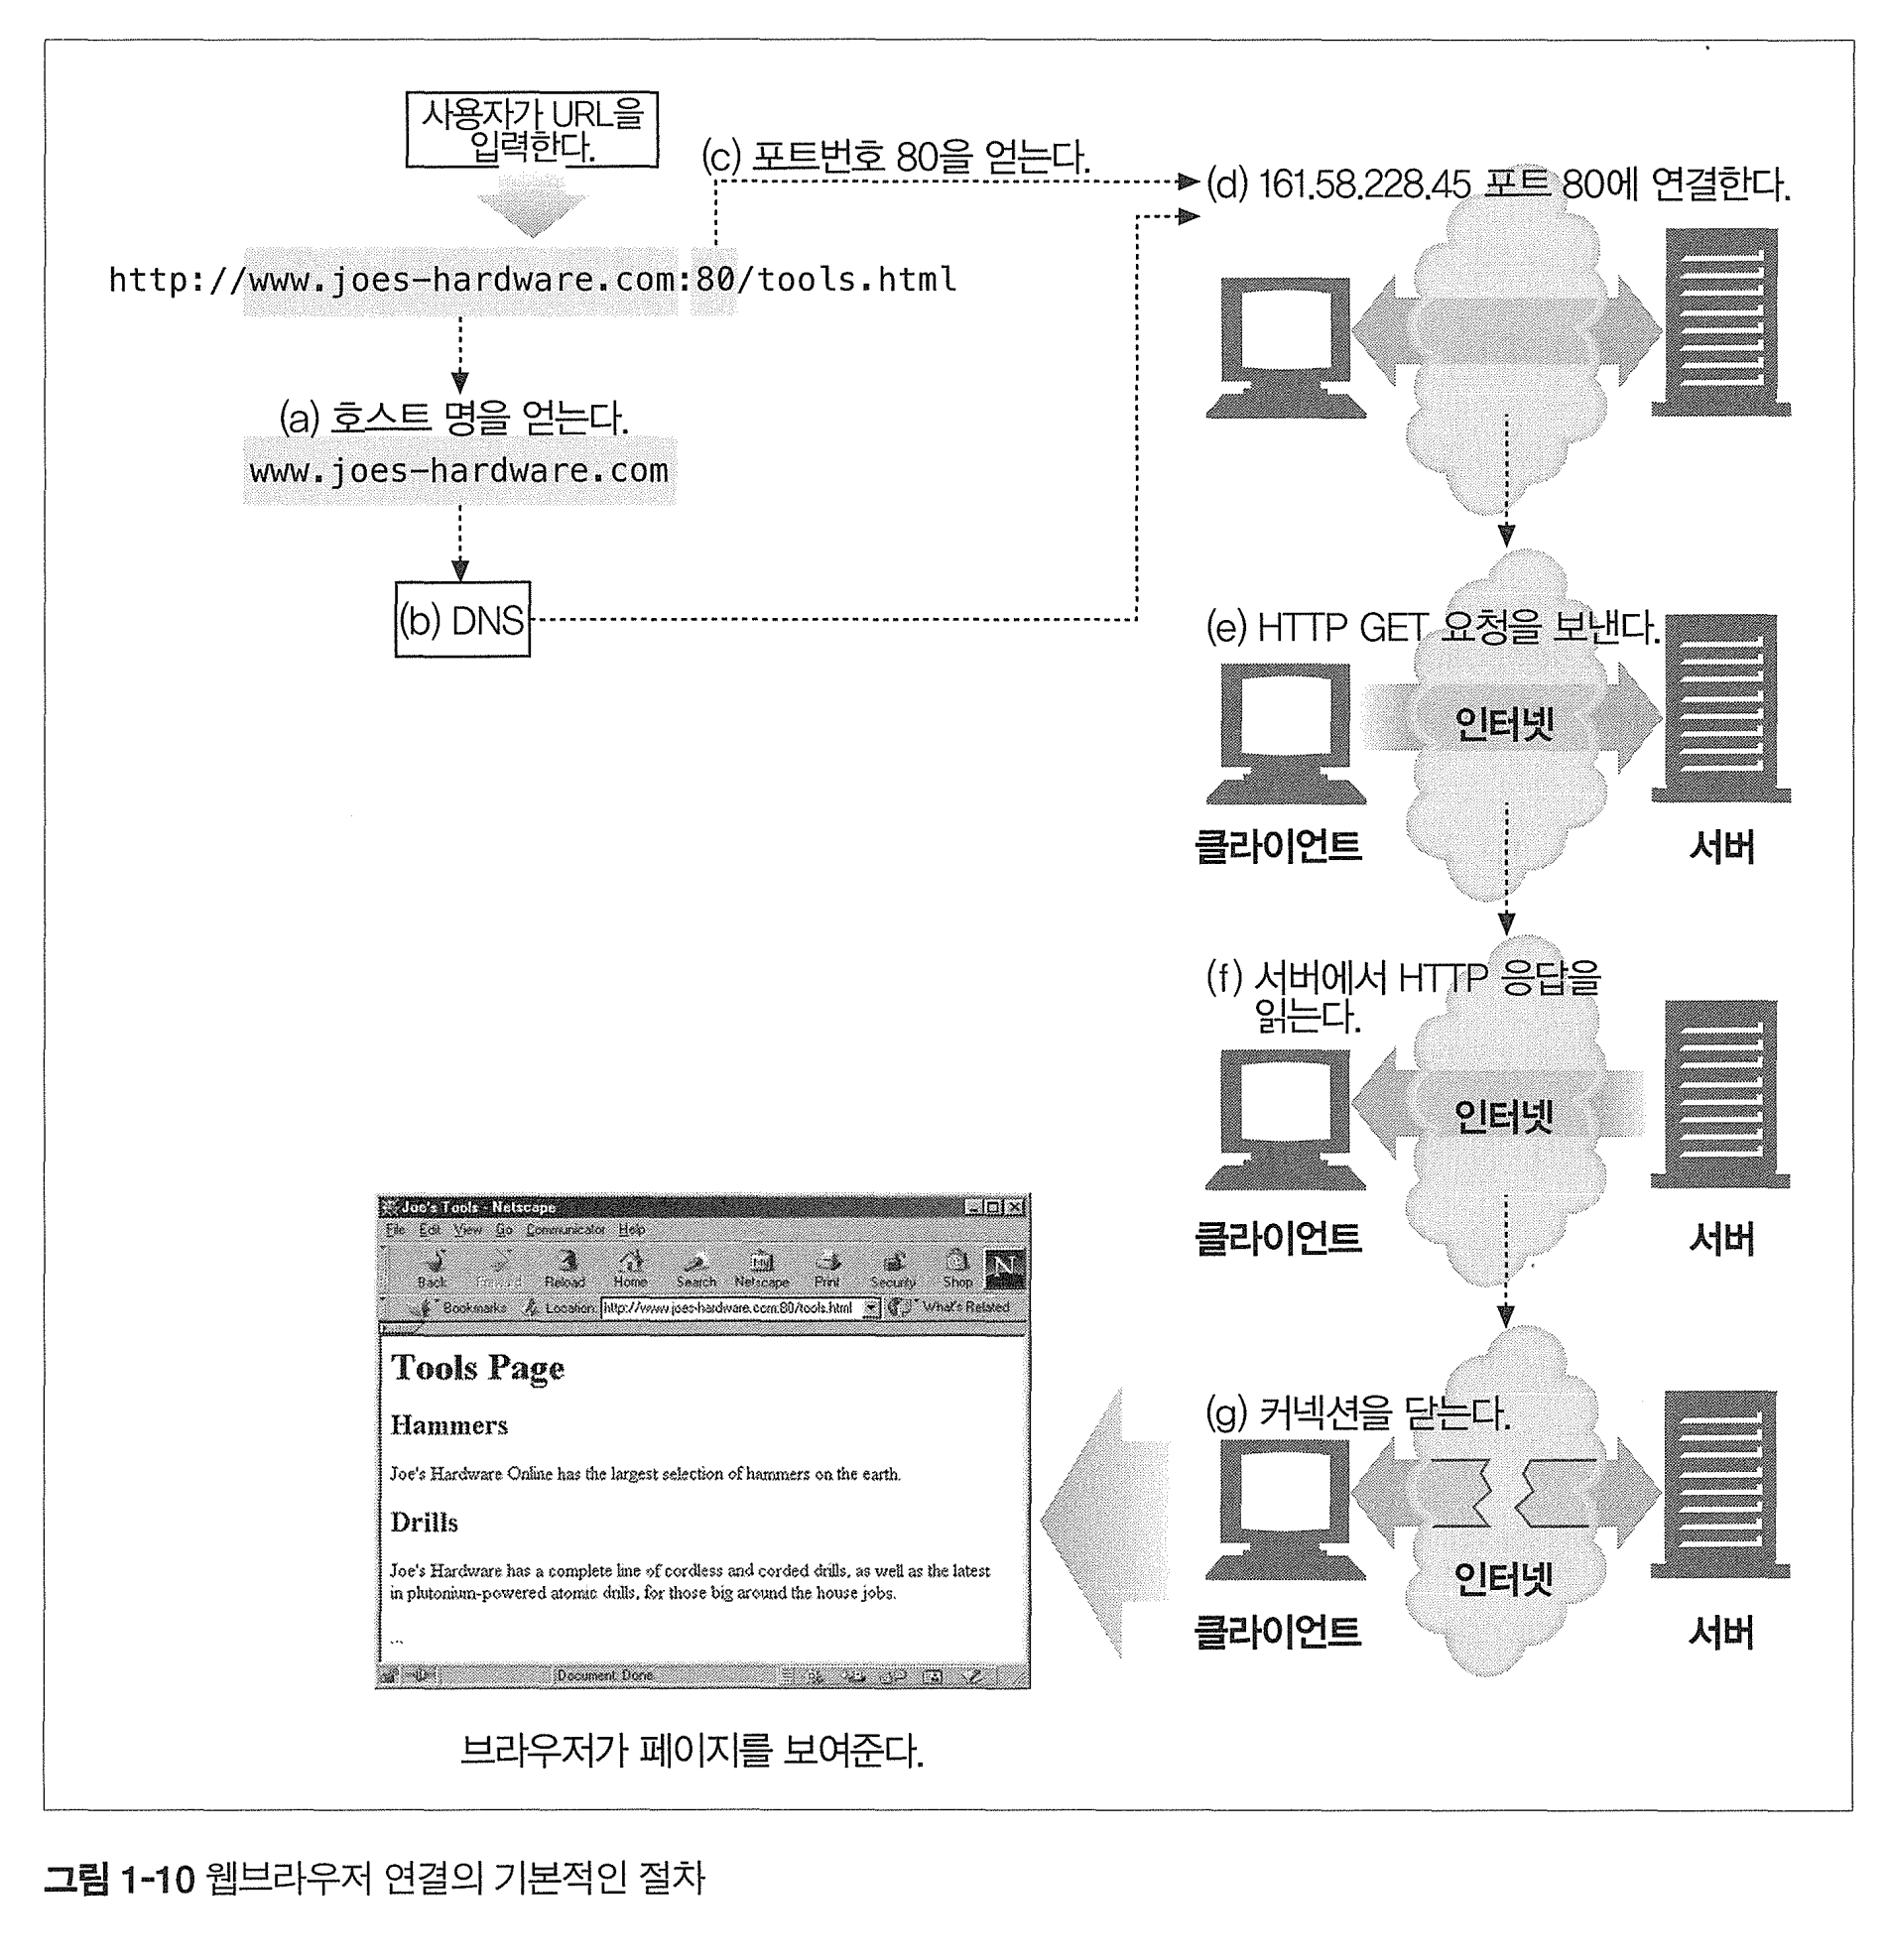 사용자가 URL을
입력한다.
(c) 포트번호 80을 얻는다.
(d) 161.58.228.45 포트 80에 연결한다.
http://www.joes-hardware.com:80/tools.html
(a) 호스트 명을 얻는다.
www.joes-hardware.com
(b) DNS
(e) HTTP GET 요청을 보낸다.
인터넷
클라이언트
서버
(f) 서버에서 HTTP 응답을
읽는다.
인터넷
클라이언트
서버
(g) 커넥션을 닫는다.
인터넷
클라이언트
서버
Joe's Tools - Netscape
File Edit View Go Communicator Help
Back Forward Reload Home Search Netscape Print Security Shop
My
N
Bookmarks Location: http://www.joes-hardware.com:80/tools.html What's Related
Tools Page
Hammers
Joe's Hardware Online has the largest selection of hammers on the earth.
Drills
Joe's Hardware has a complete line of cordless and corded drills, as well as the latest
in plutonium-powered atomic drills, for those big around the house jobs.
...
Document: Done
브라우저가 페이지를 보여준다.
그림 1-10 웹브라우저 연결의 기본적인 절차